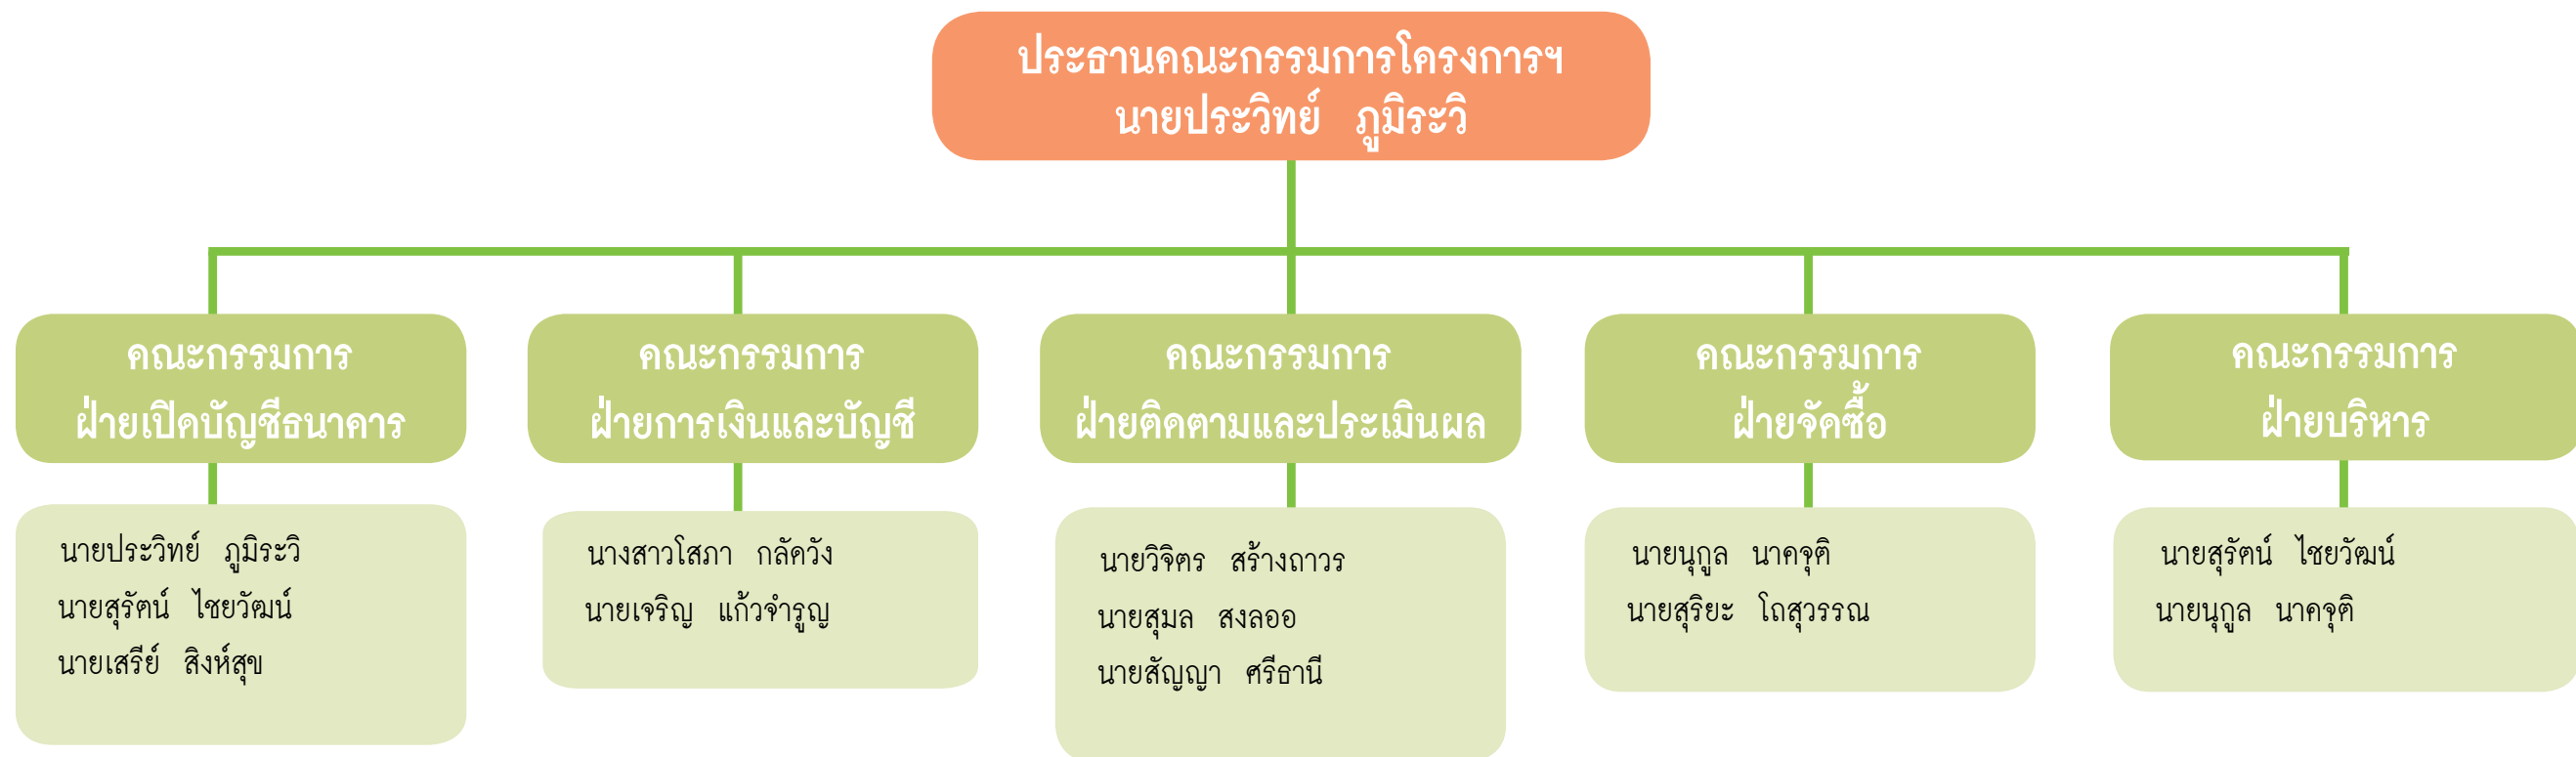 ประธานคณะกรรมการโครงการฯ
นายประวิทย์ ภูมิระวิ
คณะกรรมการ
ฝ่ายเปิดบัญชีธนาคาร
นายประวิทย์ ภูมิระวิ
นายสุรัตน์ ไชยวัฒน์
นายเสรีย์ สิงห์สุข
คณะกรรมการ
ฝ่ายการเงินและบัญชี
นางสาวโสภา กลัดวัง
นายเจริญ แก้วจำรูญ
คณะกรรมการ
ฝ่ายติดตามและประเมินผล
นายวิจิตร สร้างถาวร
นายสุมล สงลออ
นายสัญญา ศรีธานี
คณะกรรมการ
ฝ่ายจัดซื้อ
นายนุกูล นาคจุติ
นายสุริยะ โถสุวรรณ
คณะกรรมการ
ฝ่ายบริหาร
นายสุรัตน์ ไชยวัฒน์
นายนุกูล นาคจุติ